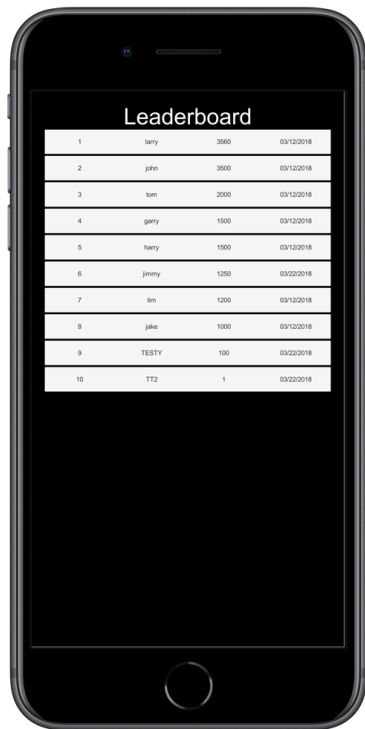 Leaderboard
1 larry 3560 03/12/2018
2 john 3500 03/12/2018
3 tom 2000 03/12/2018
4 garry 1500 03/12/2018
5 harry 1500 03/12/2018
6 jimmy 1250 03/22/2018
7 tim 1200 03/12/2018
8 jake 1000 03/12/2018
9 TESTY 100 03/22/2018
10 TT2 1 03/22/2018